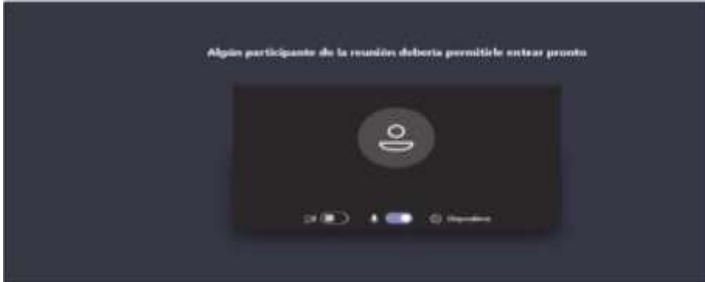 Algún participante de la reunión debería permitirle entrar pronto
Dispositivos